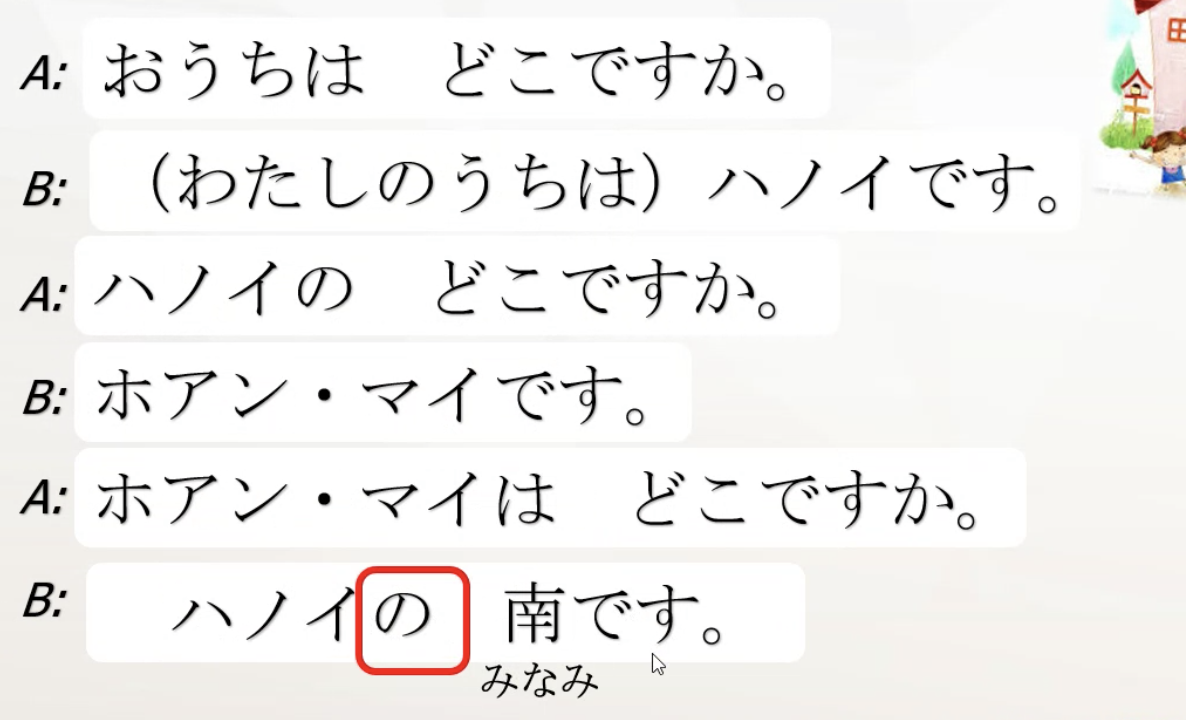 A: おうちは　どこですか。
B: （わたしのうちは）ハノイです。
A: ハノイの　どこですか。
B: ホアン・マイです。
A: ホアン・マイは　どこですか。
B: ハノイの　南です。
みなみ